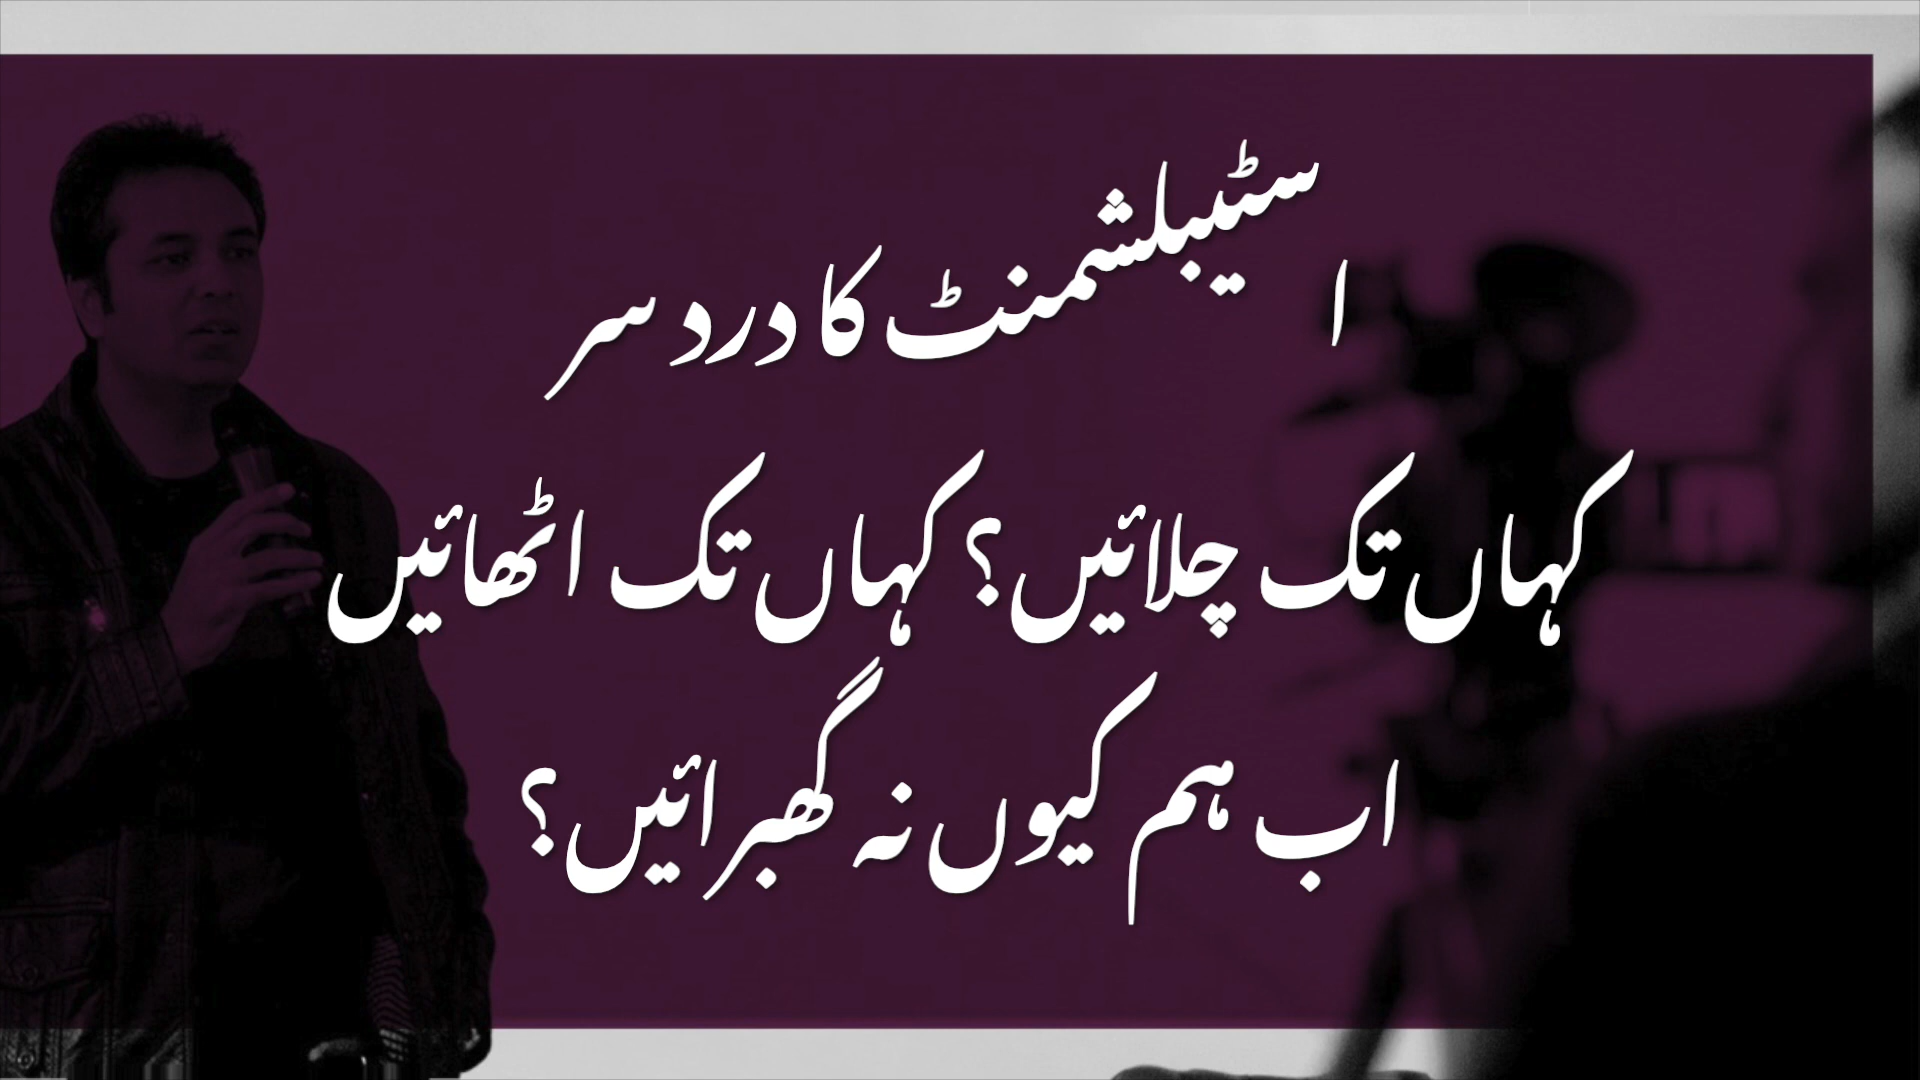 اسٹیبلشمنٹ کا درد سر
کہاں تک چلائیں؟ کہاں تک اٹھائیں
اب ہم کیوں نہ گھبرائیں؟